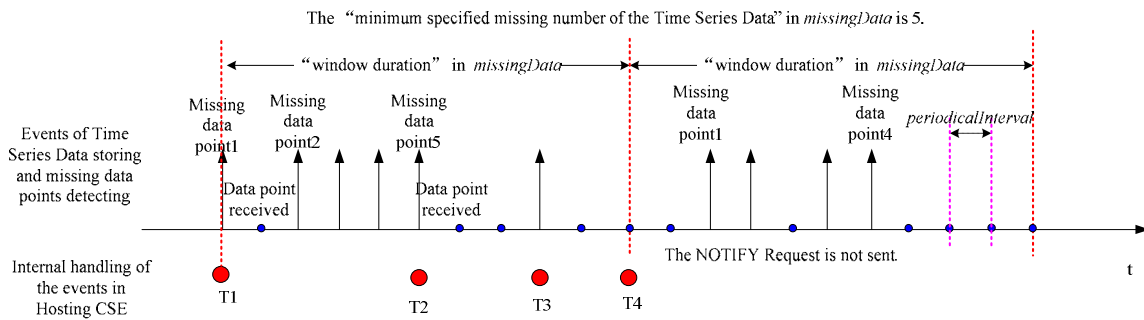 The “minimum specified missing number of the Time Series Data” in missingData is 5.
“window duration” in missingData
“window duration” in missingData
Missing
data
point1
Missing
data
point2
Missing
data
point5
Missing
data
point1
Missing
data
point4
periodicalInterval
Events of Time
Series Data storing
and missing data
points detecting
Data point
received
Data point
received
The NOTIFY Request is not sent.
t
Internal handling of
the events in
Hosting CSE
T1
T2
T3
T4